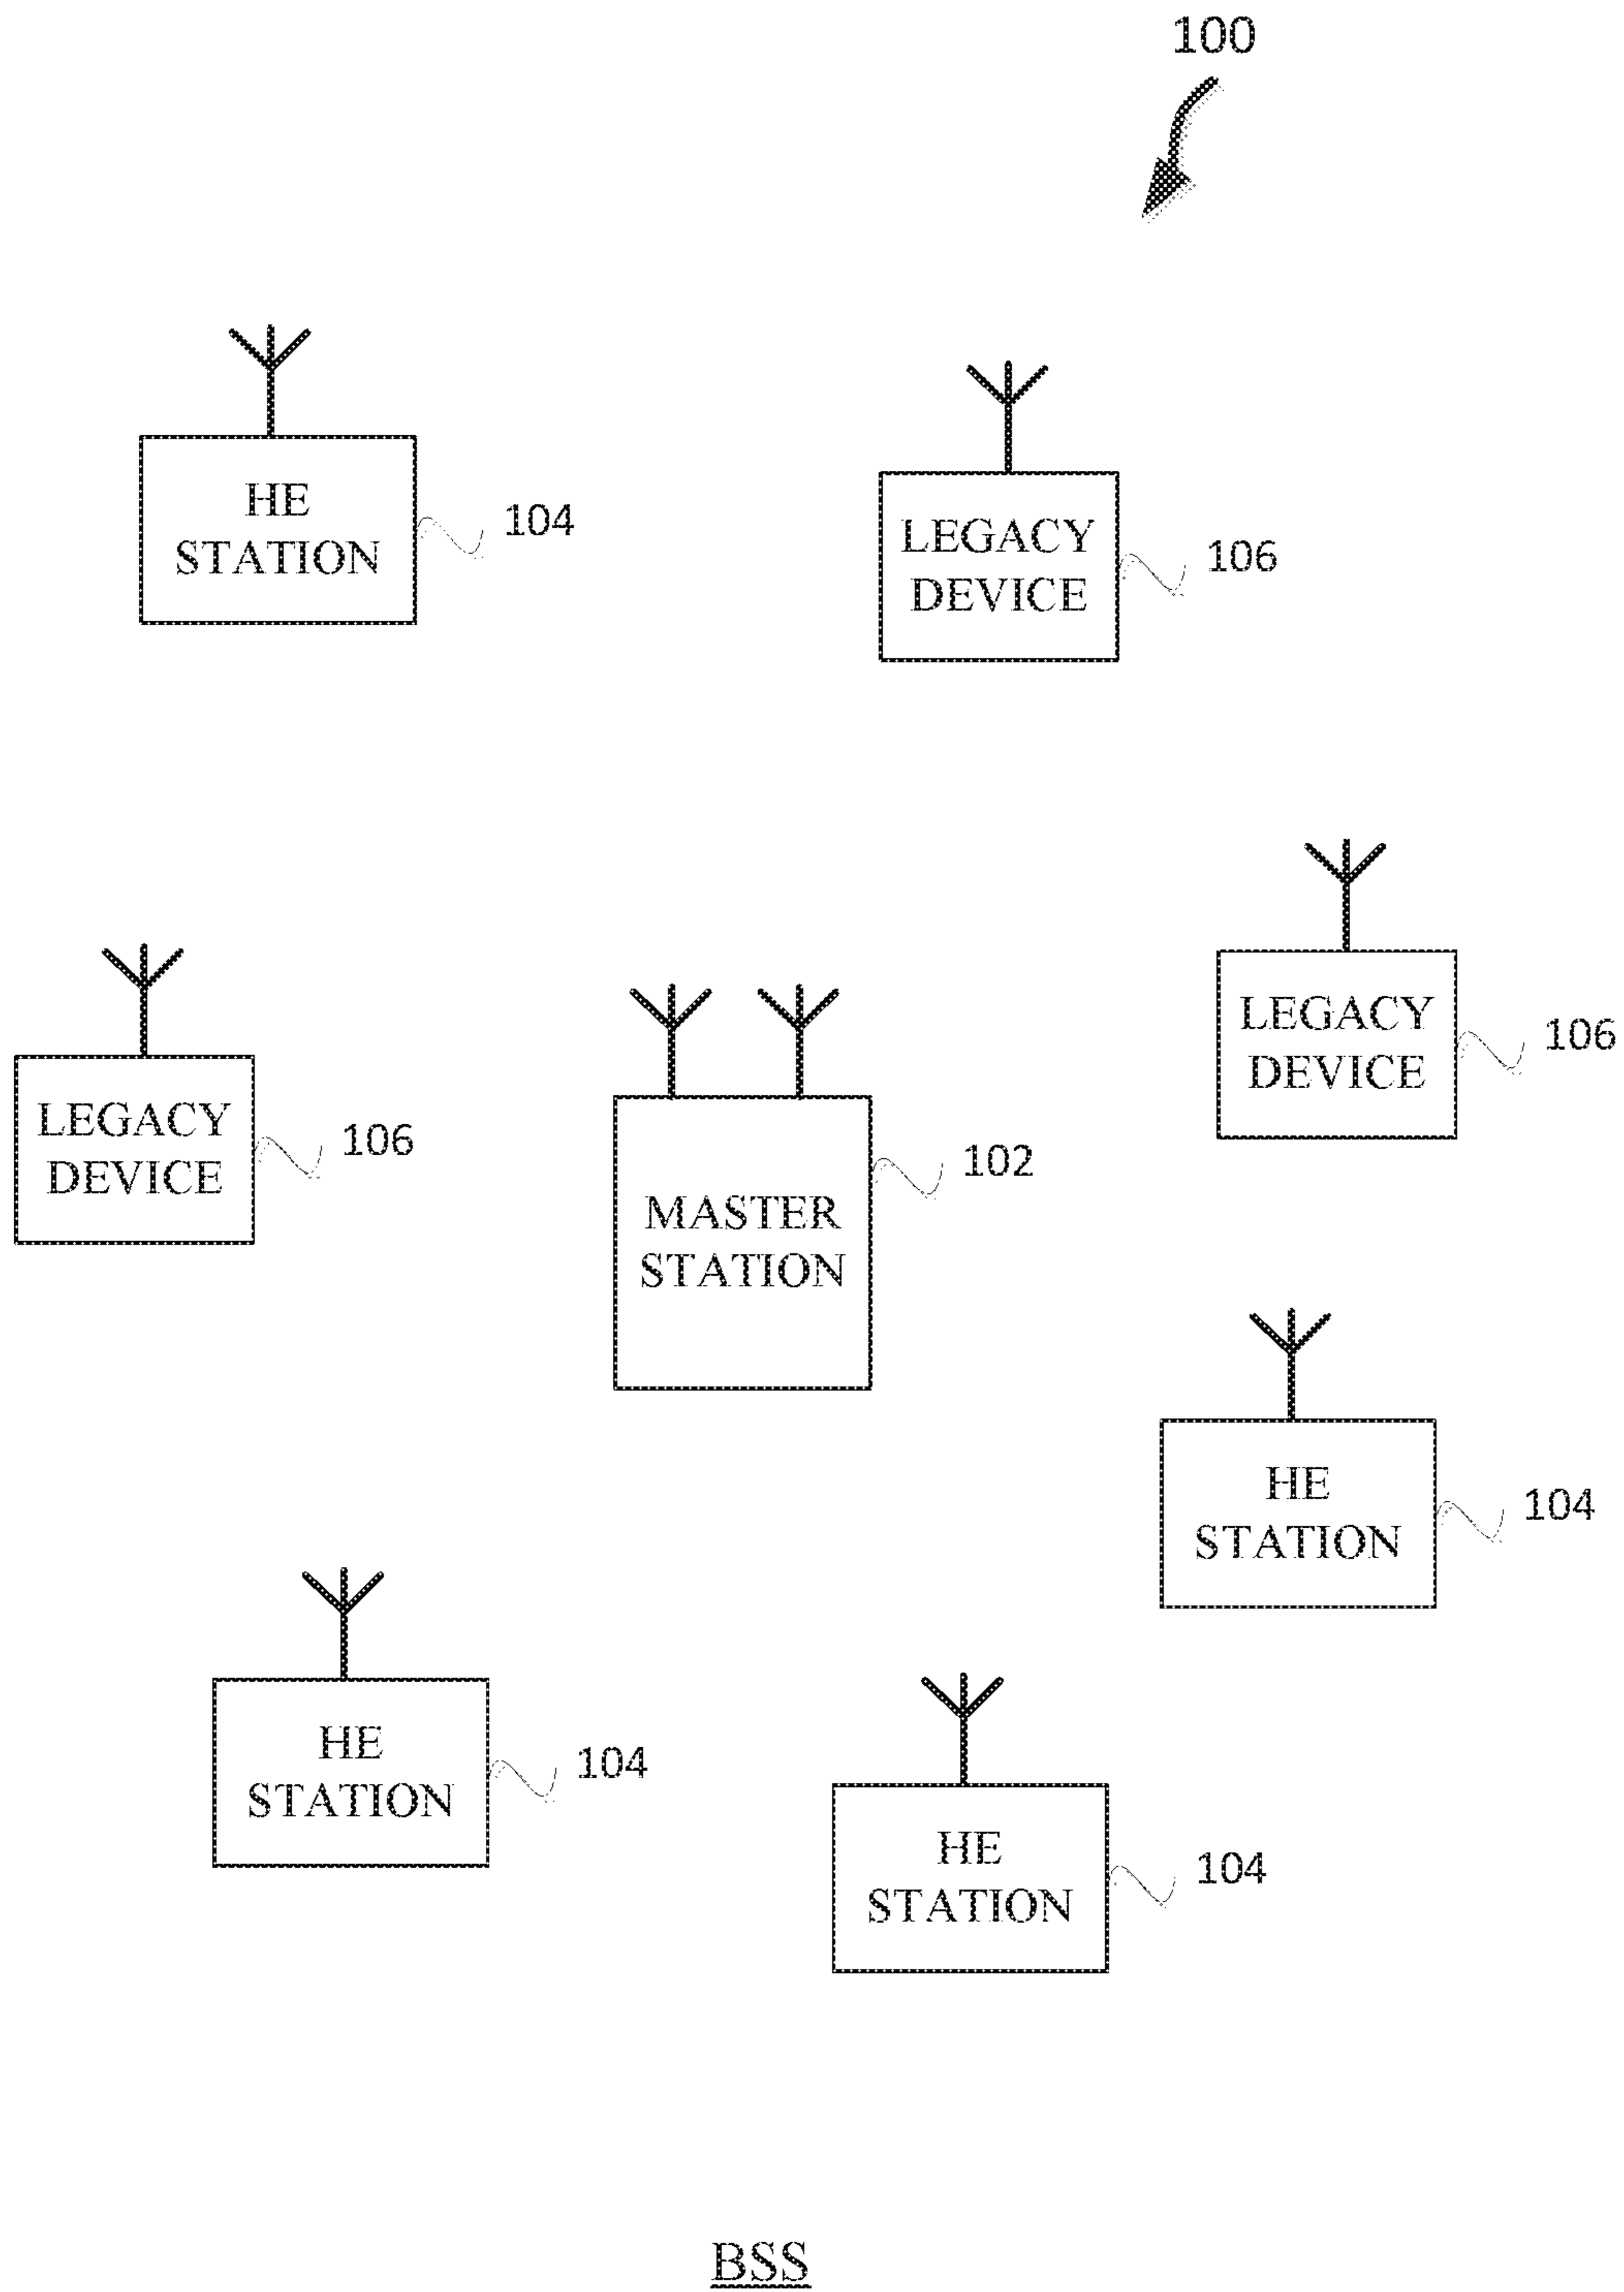 100
HE
STATION
104
LEGACY
DEVICE
106
LEGACY
DEVICE
106
LEGACY
DEVICE
106
MASTER
STATION
102
HE
STATION
104
HE
STATION
104
HE
STATION
104
BSS